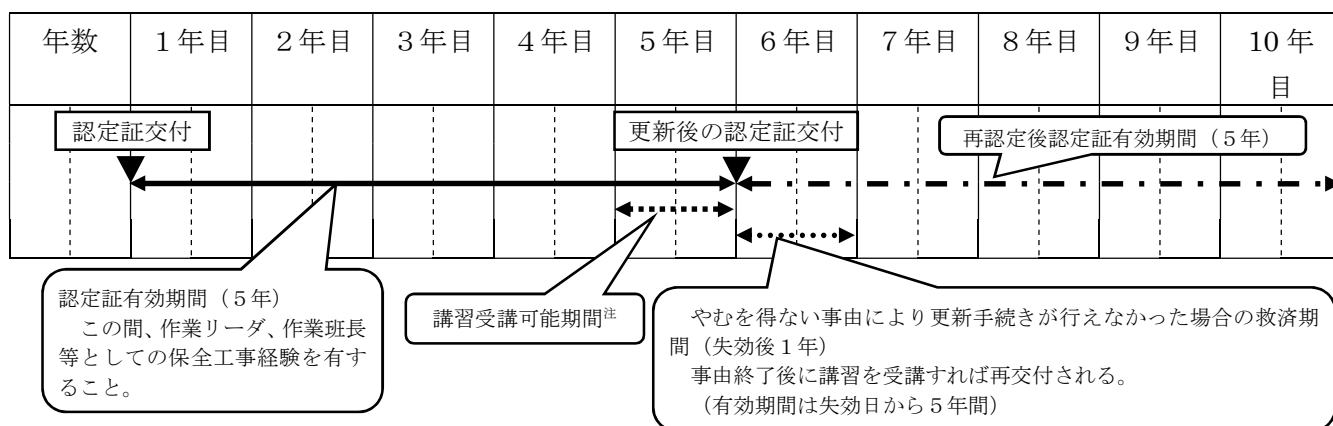 年数 １年目 ２年目 ３年目 ４年目 ５年目 ６年目 ７年目 ８年目 ９年目 10 年
目
認定証交付
更新後の認定証交付
再認定後認定証有効期間（５年）
認定証有効期間（５年）
この間、作業リーダ、作業班長
等としての保全工事経験を有す
ること。
講習受講可能期間注
やむを得ない事由により更新手続きが行えなかった場合の救済期
間（失効後１年）
事由終了後に講習を受講すれば再交付される。
（有効期間は失効日から５年間）